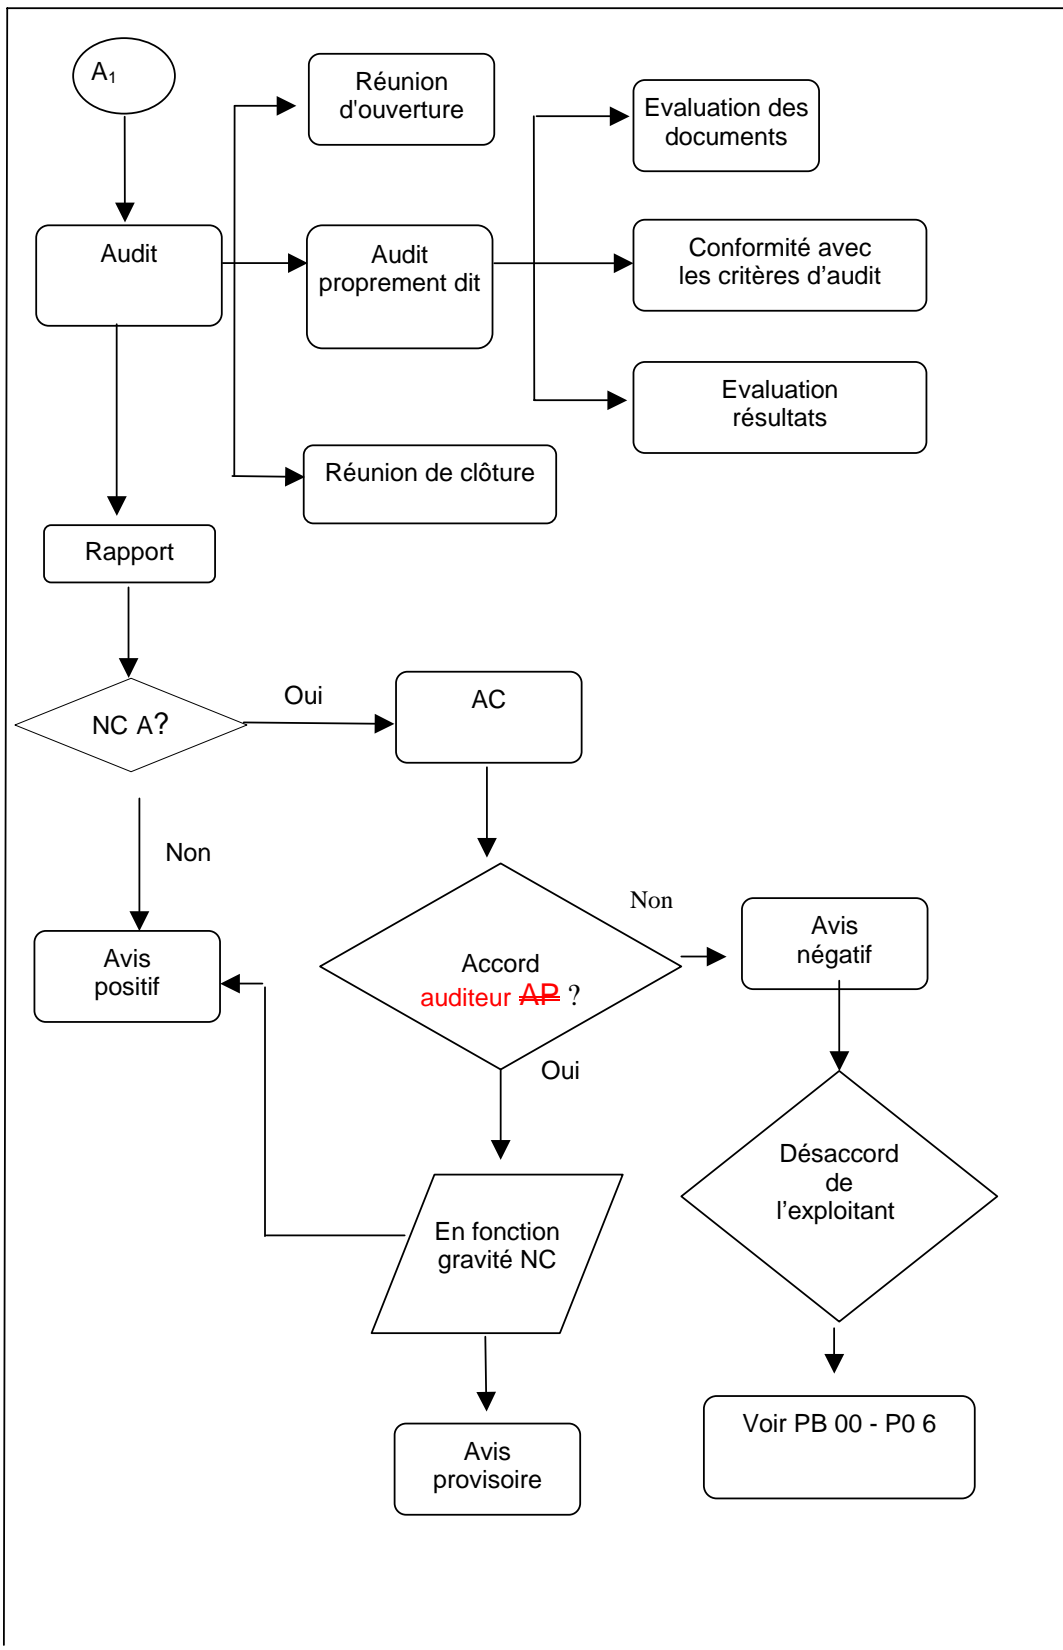 A₁
Réunion
d'ouverture
Evaluation des
documents
Audit
Audit
proprement dit
Conformité avec
les critères d’audit
Evaluation
résultats
Réunion de clôture
Rapport
NC A?
Oui
AC
Non
Avis
positif
Accord
auditeur AP ?
Non
Avis
négatif
Oui
Désaccord
de
l’exploitant
En fonction
gravité NC
Avis
provisoire
Voir PB 00 - P0 6